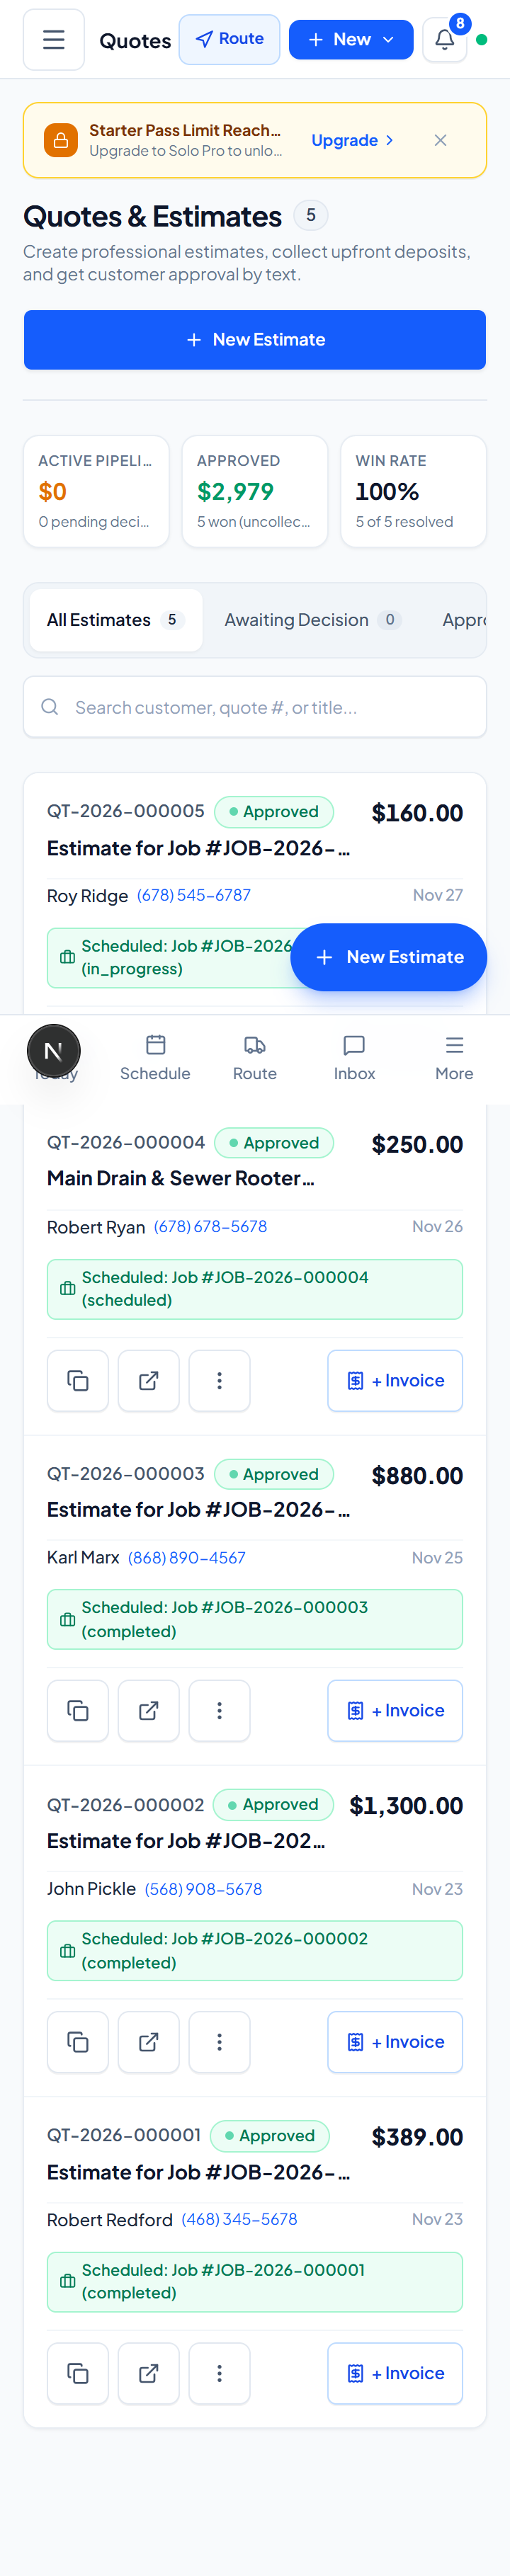 Quotes
Route
+ New
8
Starter Pass Limit Reach...
Upgrade to Solo Pro to unlo...
Upgrade
Quotes & Estimates 5
Create professional estimates, collect upfront deposits,
and get customer approval by text.
+ New Estimate
ACTIVE PIPELI...
$0
0 pending deci...
APPROVED
$2,979
5 won (uncollec...
WIN RATE
100%
5 of 5 resolved
All Estimates 5
Awaiting Decision 0
Appro
Search customer, quote #, or title...
QT-2026-000005 Approved $160.00
Estimate for Job #JOB-2026-...
Roy Ridge (678) 545-6787 Nov 27
Scheduled: Job #JOB-2026
(in_progress)
+ New Estimate
N
Schedule
Route
Inbox
More
QT-2026-000004 Approved $250.00
Main Drain & Sewer Rooter...
Robert Ryan (678) 678-5678 Nov 26
Scheduled: Job #JOB-2026-000004
(scheduled)
+ Invoice
QT-2026-000003 Approved $880.00
Estimate for Job #JOB-2026-...
Karl Marx (868) 890-4567 Nov 25
Scheduled: Job #JOB-2026-000003
(completed)
+ Invoice
QT-2026-000002 Approved $1,300.00
Estimate for Job #JOB-202...
John Pickle (568) 908-5678 Nov 23
Scheduled: Job #JOB-2026-000002
(completed)
+ Invoice
QT-2026-000001 Approved $389.00
Estimate for Job #JOB-2026-...
Robert Redford (468) 345-5678 Nov 23
Scheduled: Job #JOB-2026-000001
(completed)
+ Invoice